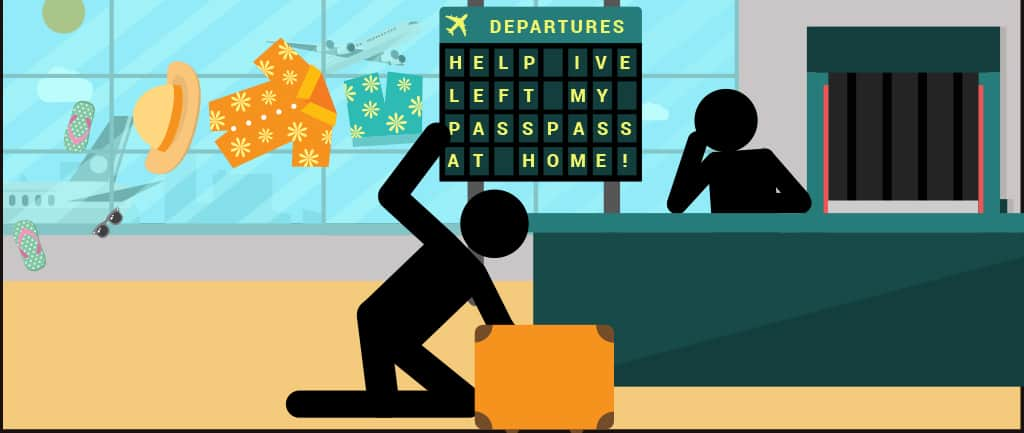 DEPARTURES
HELP IVE
LEFT MY
PASSPASS
AT HOME!